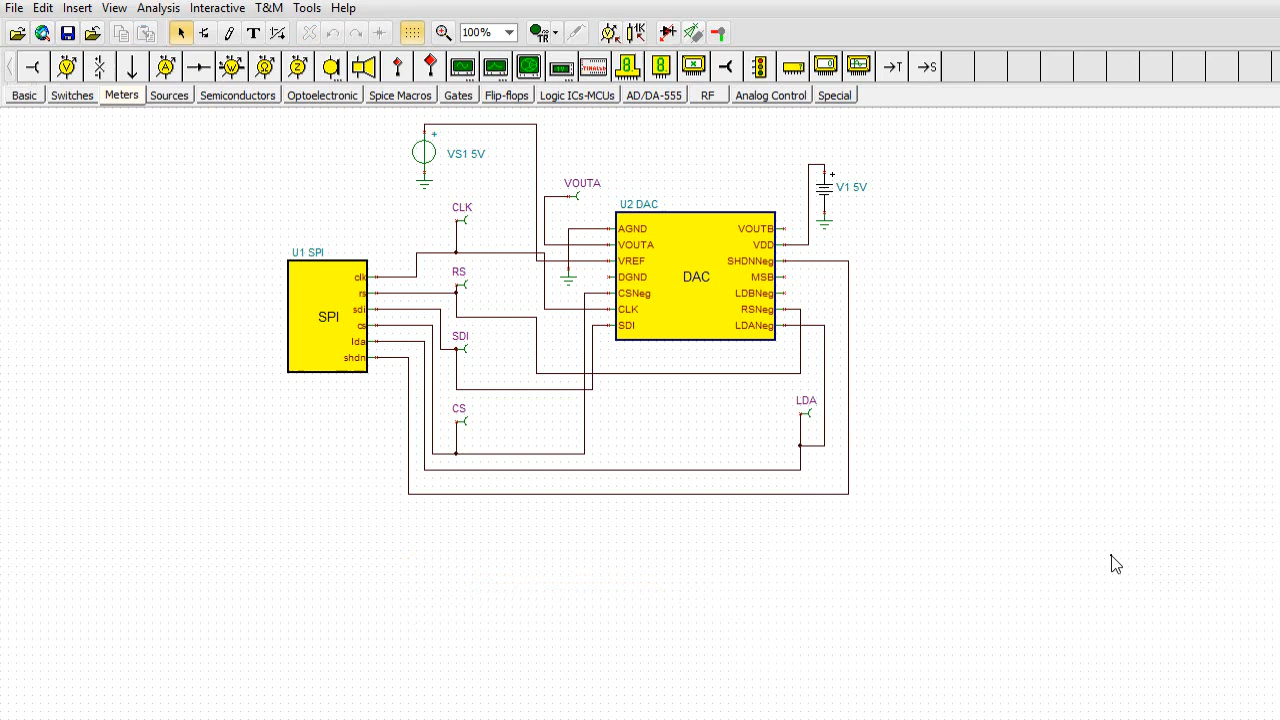 File Edit Insert View Analysis Interactive T&M Tools Help
100%
Basic Switches Meters Sources Semiconductors Optoelectronic Spice Macros Gates Flip-flops Logic ICs-MCUs AD/DA-555 RF Analog Control Special
+
VS1 5V
VOUTA
+
V1 5V
CLK
U2 DAC
AGND
VOUTA
VREF
DGND
CSNeg
CLK
SDI
DAC
VOUTB
VDD
SHDNNeg
MSB
LDBNeg
RSNeg
LDANeg
U1 SPI
SPI
clk
rs
sdi
cs
lda
shdn
RS
SDI
CS
LDA